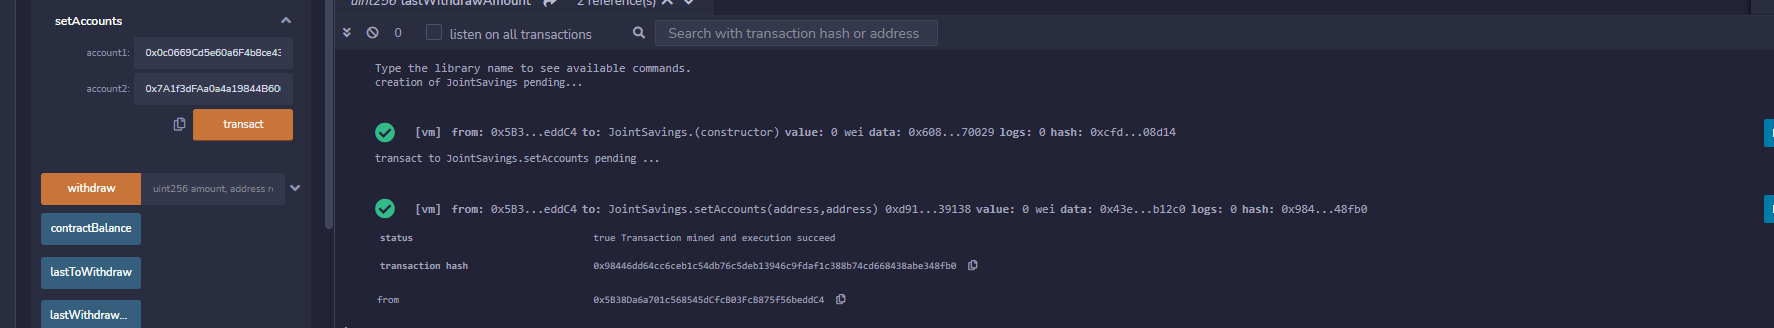 setAccounts
account1: 0x0c0669Cd5e60a6F4b8ce43
account2: 0x7A1f3dFAa0a4a19844B60
transact
withdraw uint256 amount, address r
contractBalance
lastToWithdraw
lastWithdraw...
uint256 lastWithdrawAmount 2 reference(s)
0 listen on all transactions Search with transaction hash or address
Type the library name to see available commands.
creation of JointSavings pending...
[vm] from: 0x5B3...eddC4 to: JointSavings.(constructor) value: 0 wei data: 0x608...70029 logs: 0 hash: 0xcfd...08d14
transact to JointSavings.setAccounts pending ...
[vm] from: 0x5B3...eddC4 to: JointSavings.setAccounts(address,address) 0xd91...39138 value: 0 wei data: 0x43e...b12c0 logs: 0 hash: 0x984...48fb0
status true Transaction mined and execution succeed
transaction hash 0x98446dd64cc6ceb1c54db76c5deb13946c9fdaf1c388b74cd668438abe348fb0
from 0x5B38Da6a701c568545dCfcB03FcB875f56beddC4